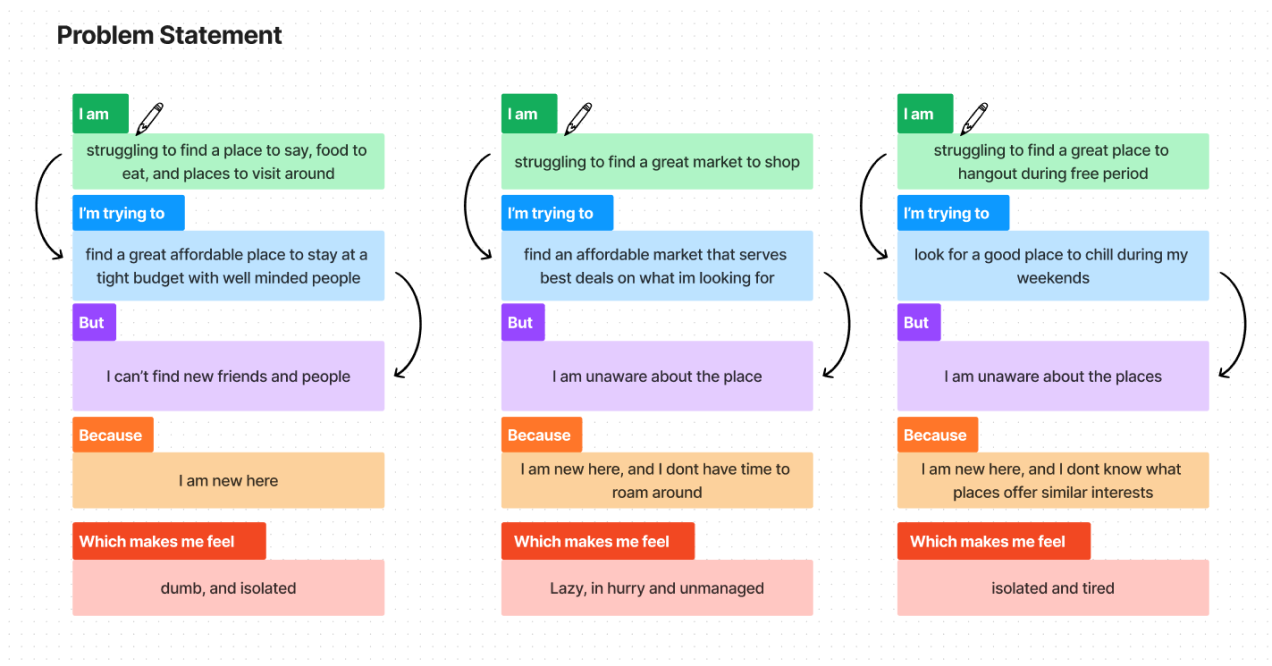 Problem Statement
I am
struggling to find a place to say, food to
eat, and places to visit around
I'm trying to
find a great affordable place to stay at a
tight budget with well minded people
But
I can't find new friends and people
Because
I am new here
Which makes me feel
dumb, and isolated
I am
struggling to find a great market to shop
I'm trying to
find an affordable market that serves
best deals on what im looking for
But
I am unaware about the place
Because
I am new here, and I dont have time to
roam around
Which makes me feel
Lazy, in hurry and unmanaged
I am
struggling to find a great place to
hangout during free period
I'm trying to
look for a good place to chill during my
weekends
But
I am unaware about the places
Because
I am new here, and I dont know what
places offer similar interests
Which makes me feel
isolated and tired